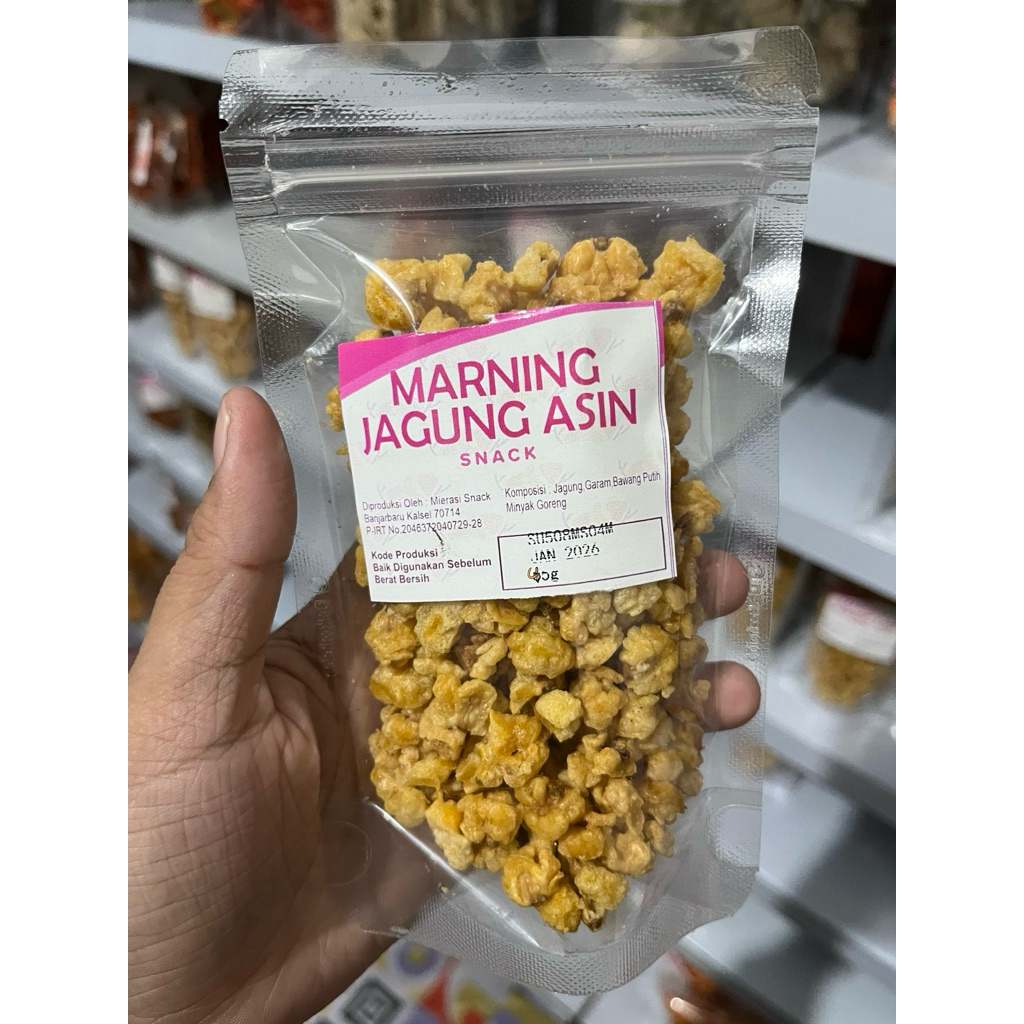 MARNING
JAGUNG ASIN
SNACK
Diproduksi Oleh : Mierasi Snack
Banjarbaru Kalsel 70714
P-IRT No.2046372040729-28
Komposisi : Jagung,Garam,Bawang Putih,
Minyak Goreng
Kode Produksi :
Baik Digunakan Sebelum
Berat Bersih
SU508MS04M
JAN 2026